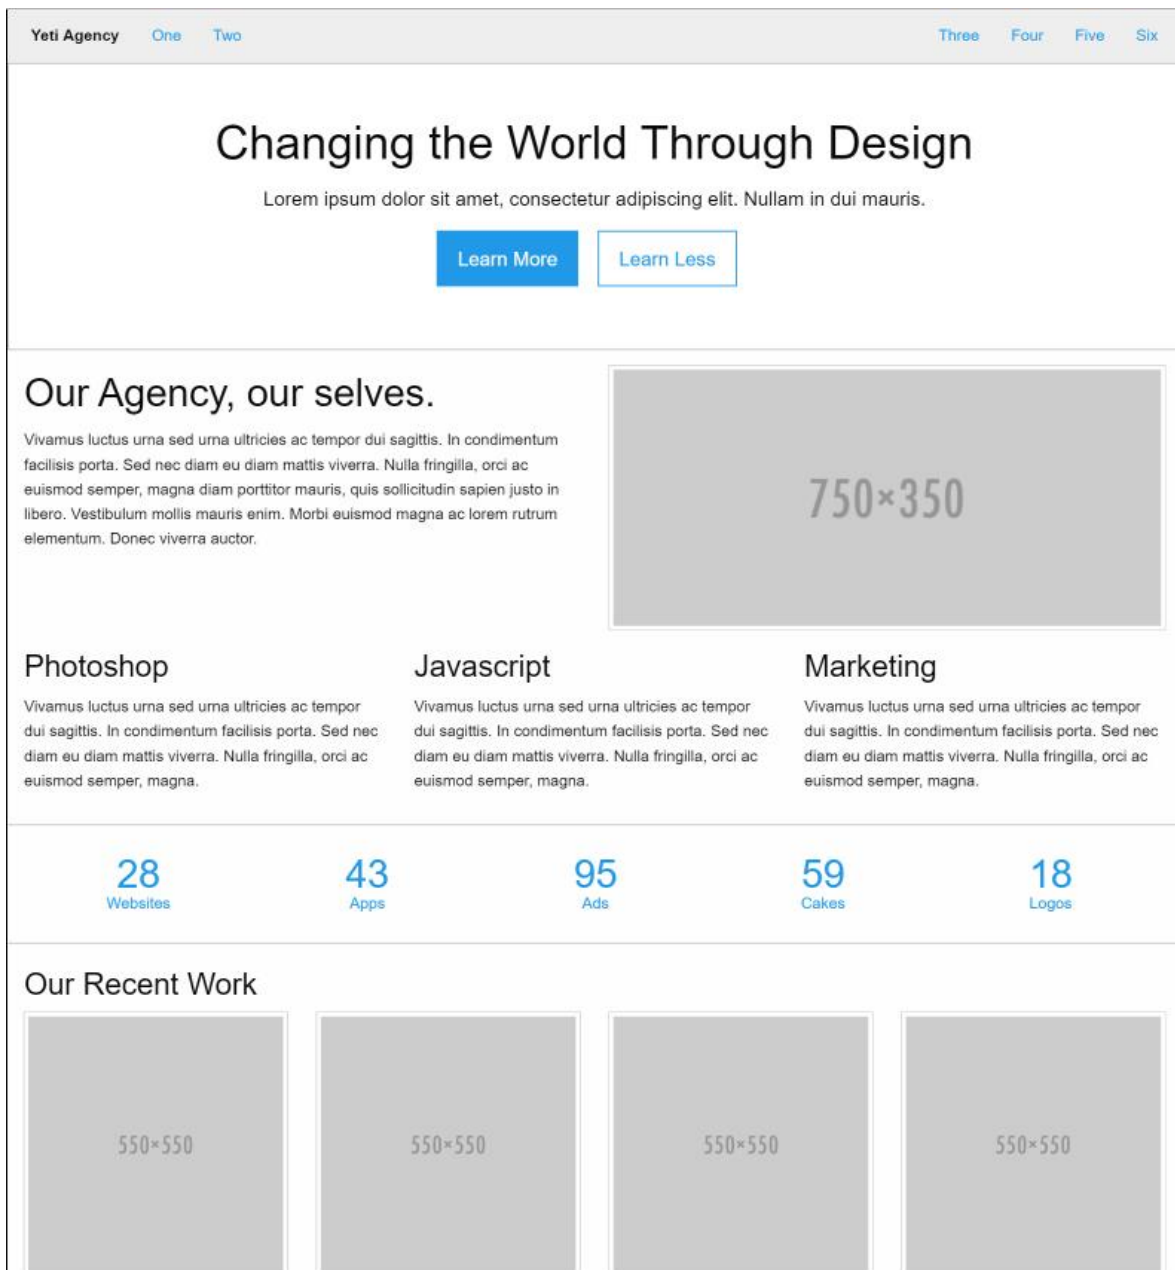 Yeti Agency One Two Three Four Five Six
Changing the World Through Design
Lorem ipsum dolor sit amet, consectetur adipiscing elit. Nullam in dui mauris.
Learn More Learn Less
Our Agency, our selves.
Vivamus luctus urna sed urna ultricies ac tempor dui sagittis. In condimentum
facilisis porta. Sed nec diam eu diam mattis viverra. Nulla fringilla, orci ac
euismod semper, magna diam porttitor mauris, quis sollicitudin sapien justo in
libero. Vestibulum mollis mauris enim. Morbi euismod magna ac lorem rutrum
elementum. Donec viverra auctor.
750×350
Photoshop
Vivamus luctus urna sed urna ultricies ac tempor
dui sagittis. In condimentum facilisis porta. Sed nec
diam eu diam mattis viverra. Nulla fringilla, orci ac
euismod semper, magna.
Javascript
Vivamus luctus urna sed urna ultricies ac tempor
dui sagittis. In condimentum facilisis porta. Sed nec
diam eu diam mattis viverra. Nulla fringilla, orci ac
euismod semper, magna.
Marketing
Vivamus luctus urna sed urna ultricies ac tempor
dui sagittis. In condimentum facilisis porta. Sed nec
diam eu diam mattis viverra. Nulla fringilla, orci ac
euismod semper, magna.
28
Websites
43
Apps
95
Ads
59
Cakes
18
Logos
Our Recent Work
550×550
550×550
550×550
550×550